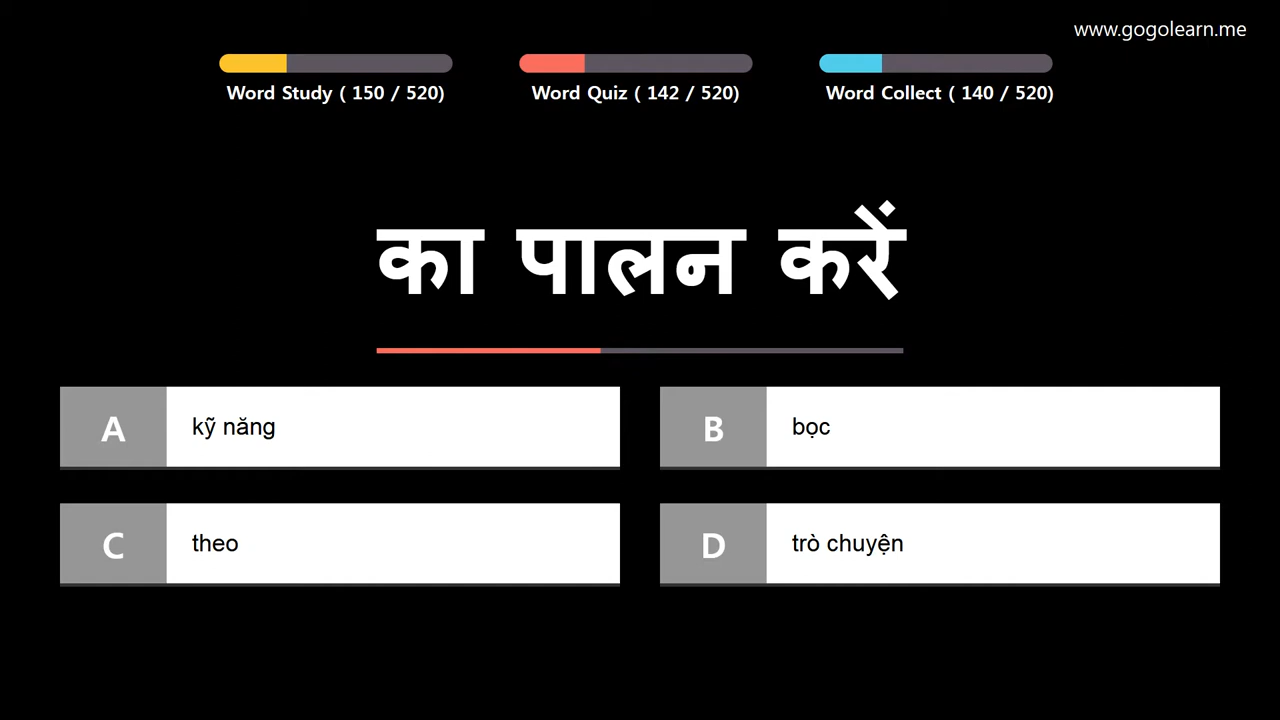 www.gogolearn.me
Word Study ( 150 / 520)
Word Quiz ( 142 / 520)
Word Collect ( 140 / 520)
का पालन करें
A
kỹ năng
B
bọc
C
theo
D
trò chuyện